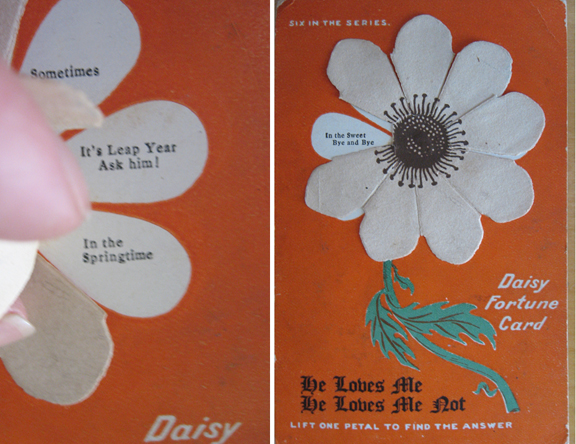 Sometimes
It's Leap Year
Ask him!
In the
Springtime
Daisy
SIX IN THE SERIES.
In the Sweet
Bye and Bye
Daisy
Fortune
Card
He Loves Me
He Loves Me Not
LIFT ONE PETAL TO FIND THE ANSWER